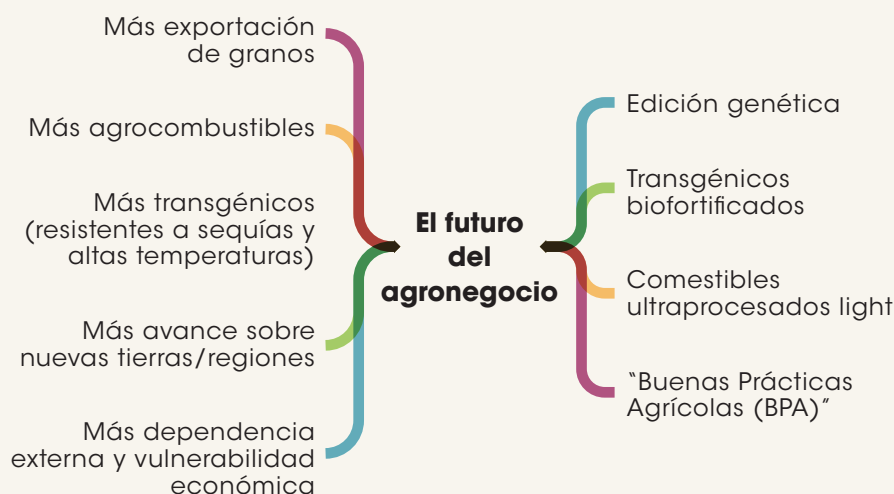 Más exportación
de granos
Más agrocombustibles
Más transgénicos
(resistentes a sequías y
altas temperaturas)
Más avance sobre
nuevas tierras/regiones
Más dependencia
externa y vulnerabilidad
económica
El futuro
del
agronegocio
Edición genética
Transgénicos
biofortificados
Comestibles
ultraprocesados light
“Buenas Prácticas
Agrícolas (BPA)”